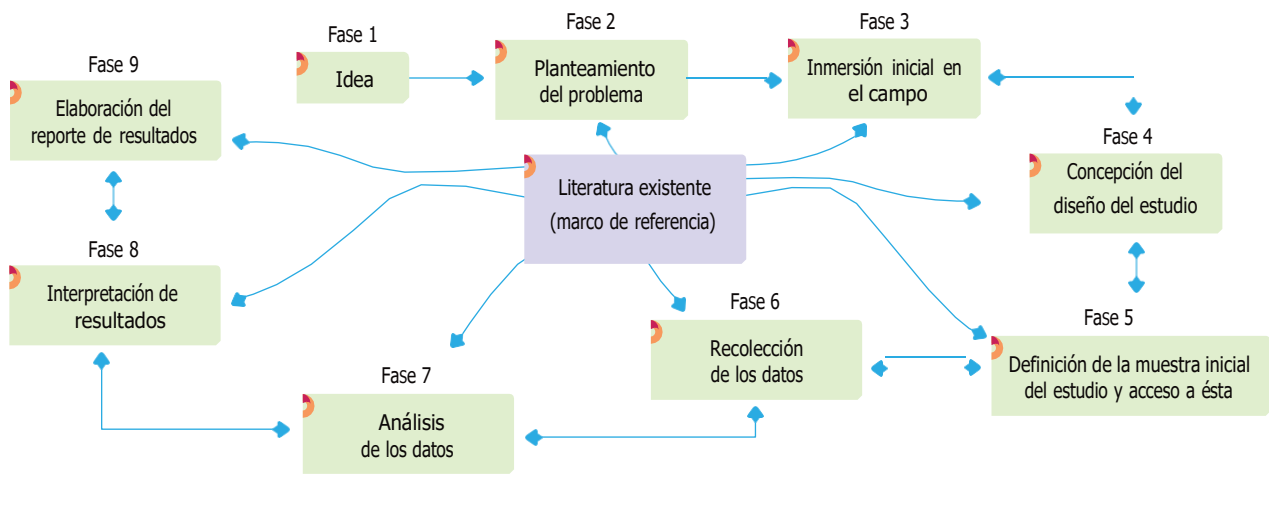 Fase 1
Idea
Fase 2
Planteamiento
del problema
Fase 3
Inmersión inicial en
el campo
Fase 4
Concepción del
diseño del estudio
Fase 5
Definición de la muestra inicial
del estudio y acceso a ésta
Fase 6
Recolección
de los datos
Fase 7
Análisis
de los datos
Fase 8
Interpretación de
resultados
Fase 9
Elaboración del
reporte de resultados
Literatura existente
(marco de referencia)